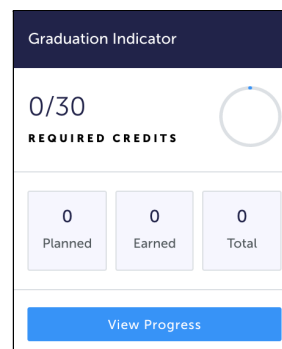 Graduation Indicator
0/30
REQUIRED CREDITS
0 0 0
Planned Earned Total
View Progress